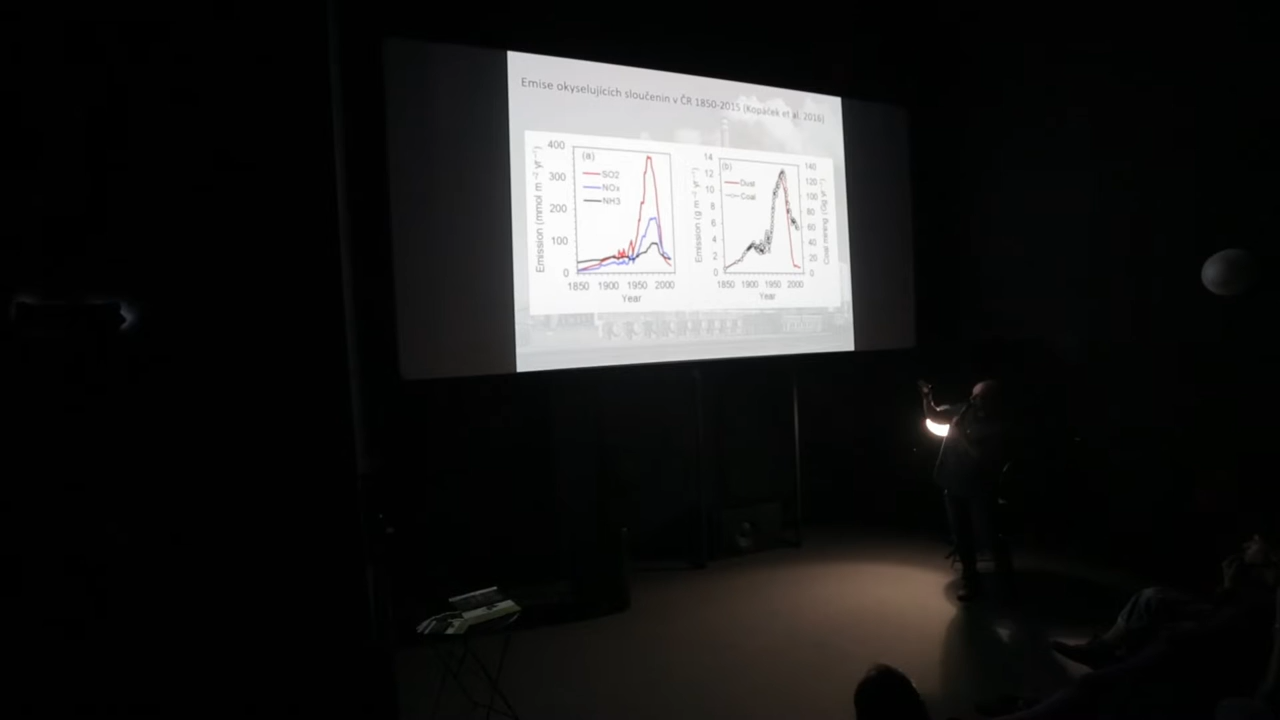 Emise okyselujících sloučenin v ČR 1850-2015 (Kopáček et al. 2016)
(a)
SO2
NOx
NH3
Emission (mmol m⁻² yr⁻¹)
400
300
200
100
0
1850 1900 1950 2000
Year
(b)
Dust
Coal
Emission (g m⁻² yr⁻¹)
14
12
10
8
6
4
2
0
1850 1900 1950 2000
Year
140
120
100
80
60
40
20
0
Coal mining (Tg yr⁻¹)